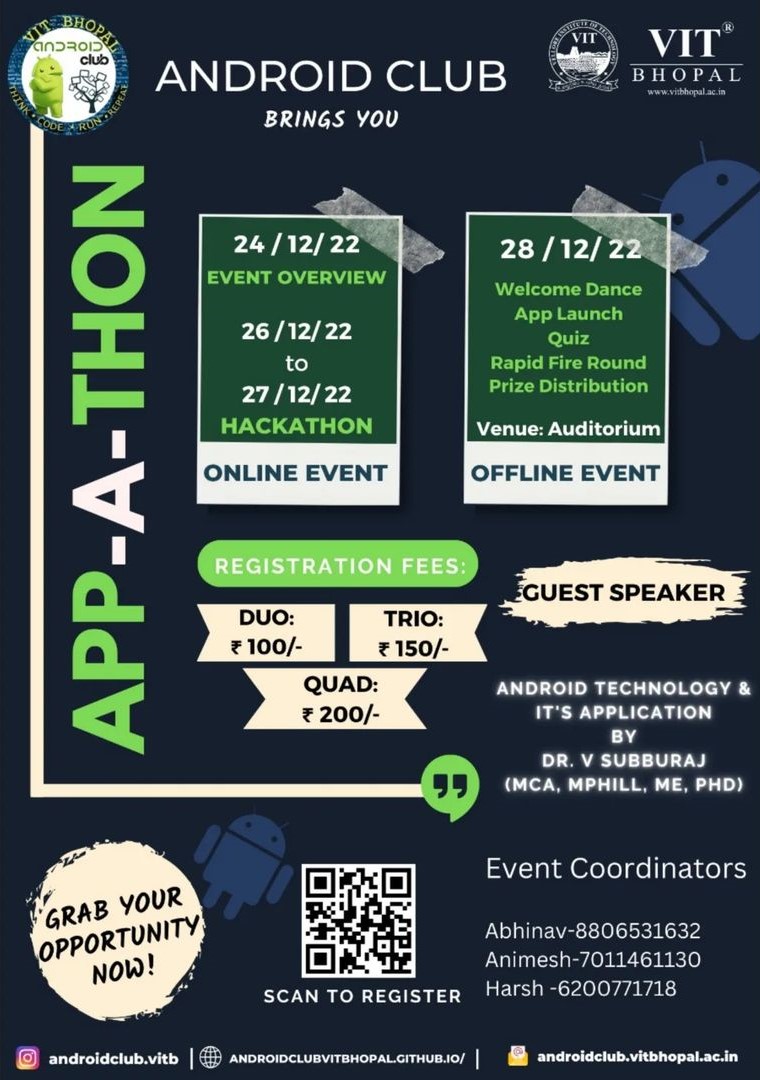 VIT BHOPAL
ANDROID
club
THINK • CODE • RUN • REPEAT
ANDROID CLUB
BRINGS YOU
VELLORE INSTITUTE OF TECHNOLOGY
VIT
VIT®
BHOPAL
www.vitbhopal.ac.in
APP-A-THON
24 / 12/ 22
EVENT OVERVIEW
26 /12/ 22
to
27 /12/ 22
HACKATHON
ONLINE EVENT
28 / 12/ 22
Welcome Dance
App Launch
Quiz
Rapid Fire Round
Prize Distribution
Venue: Auditorium
OFFLINE EVENT
REGISTRATION FEES:
DUO:
₹ 100/-
TRIO:
₹ 150/-
QUAD:
₹ 200/-
GUEST SPEAKER
ANDROID TECHNOLOGY &
IT'S APPLICATION
BY
DR. V SUBBURAJ
(MCA, MPHILL, ME, PHD)
GRAB YOUR
OPPORTUNITY
NOW!
SCAN TO REGISTER
Event Coordinators
Abhinav-8806531632
Animesh-7011461130
Harsh -6200771718
androidclub.vitb |
ANDROIDCLUBVITBHOPAL.GITHUB.IO/ |
androidclub.vitbhopal.ac.in